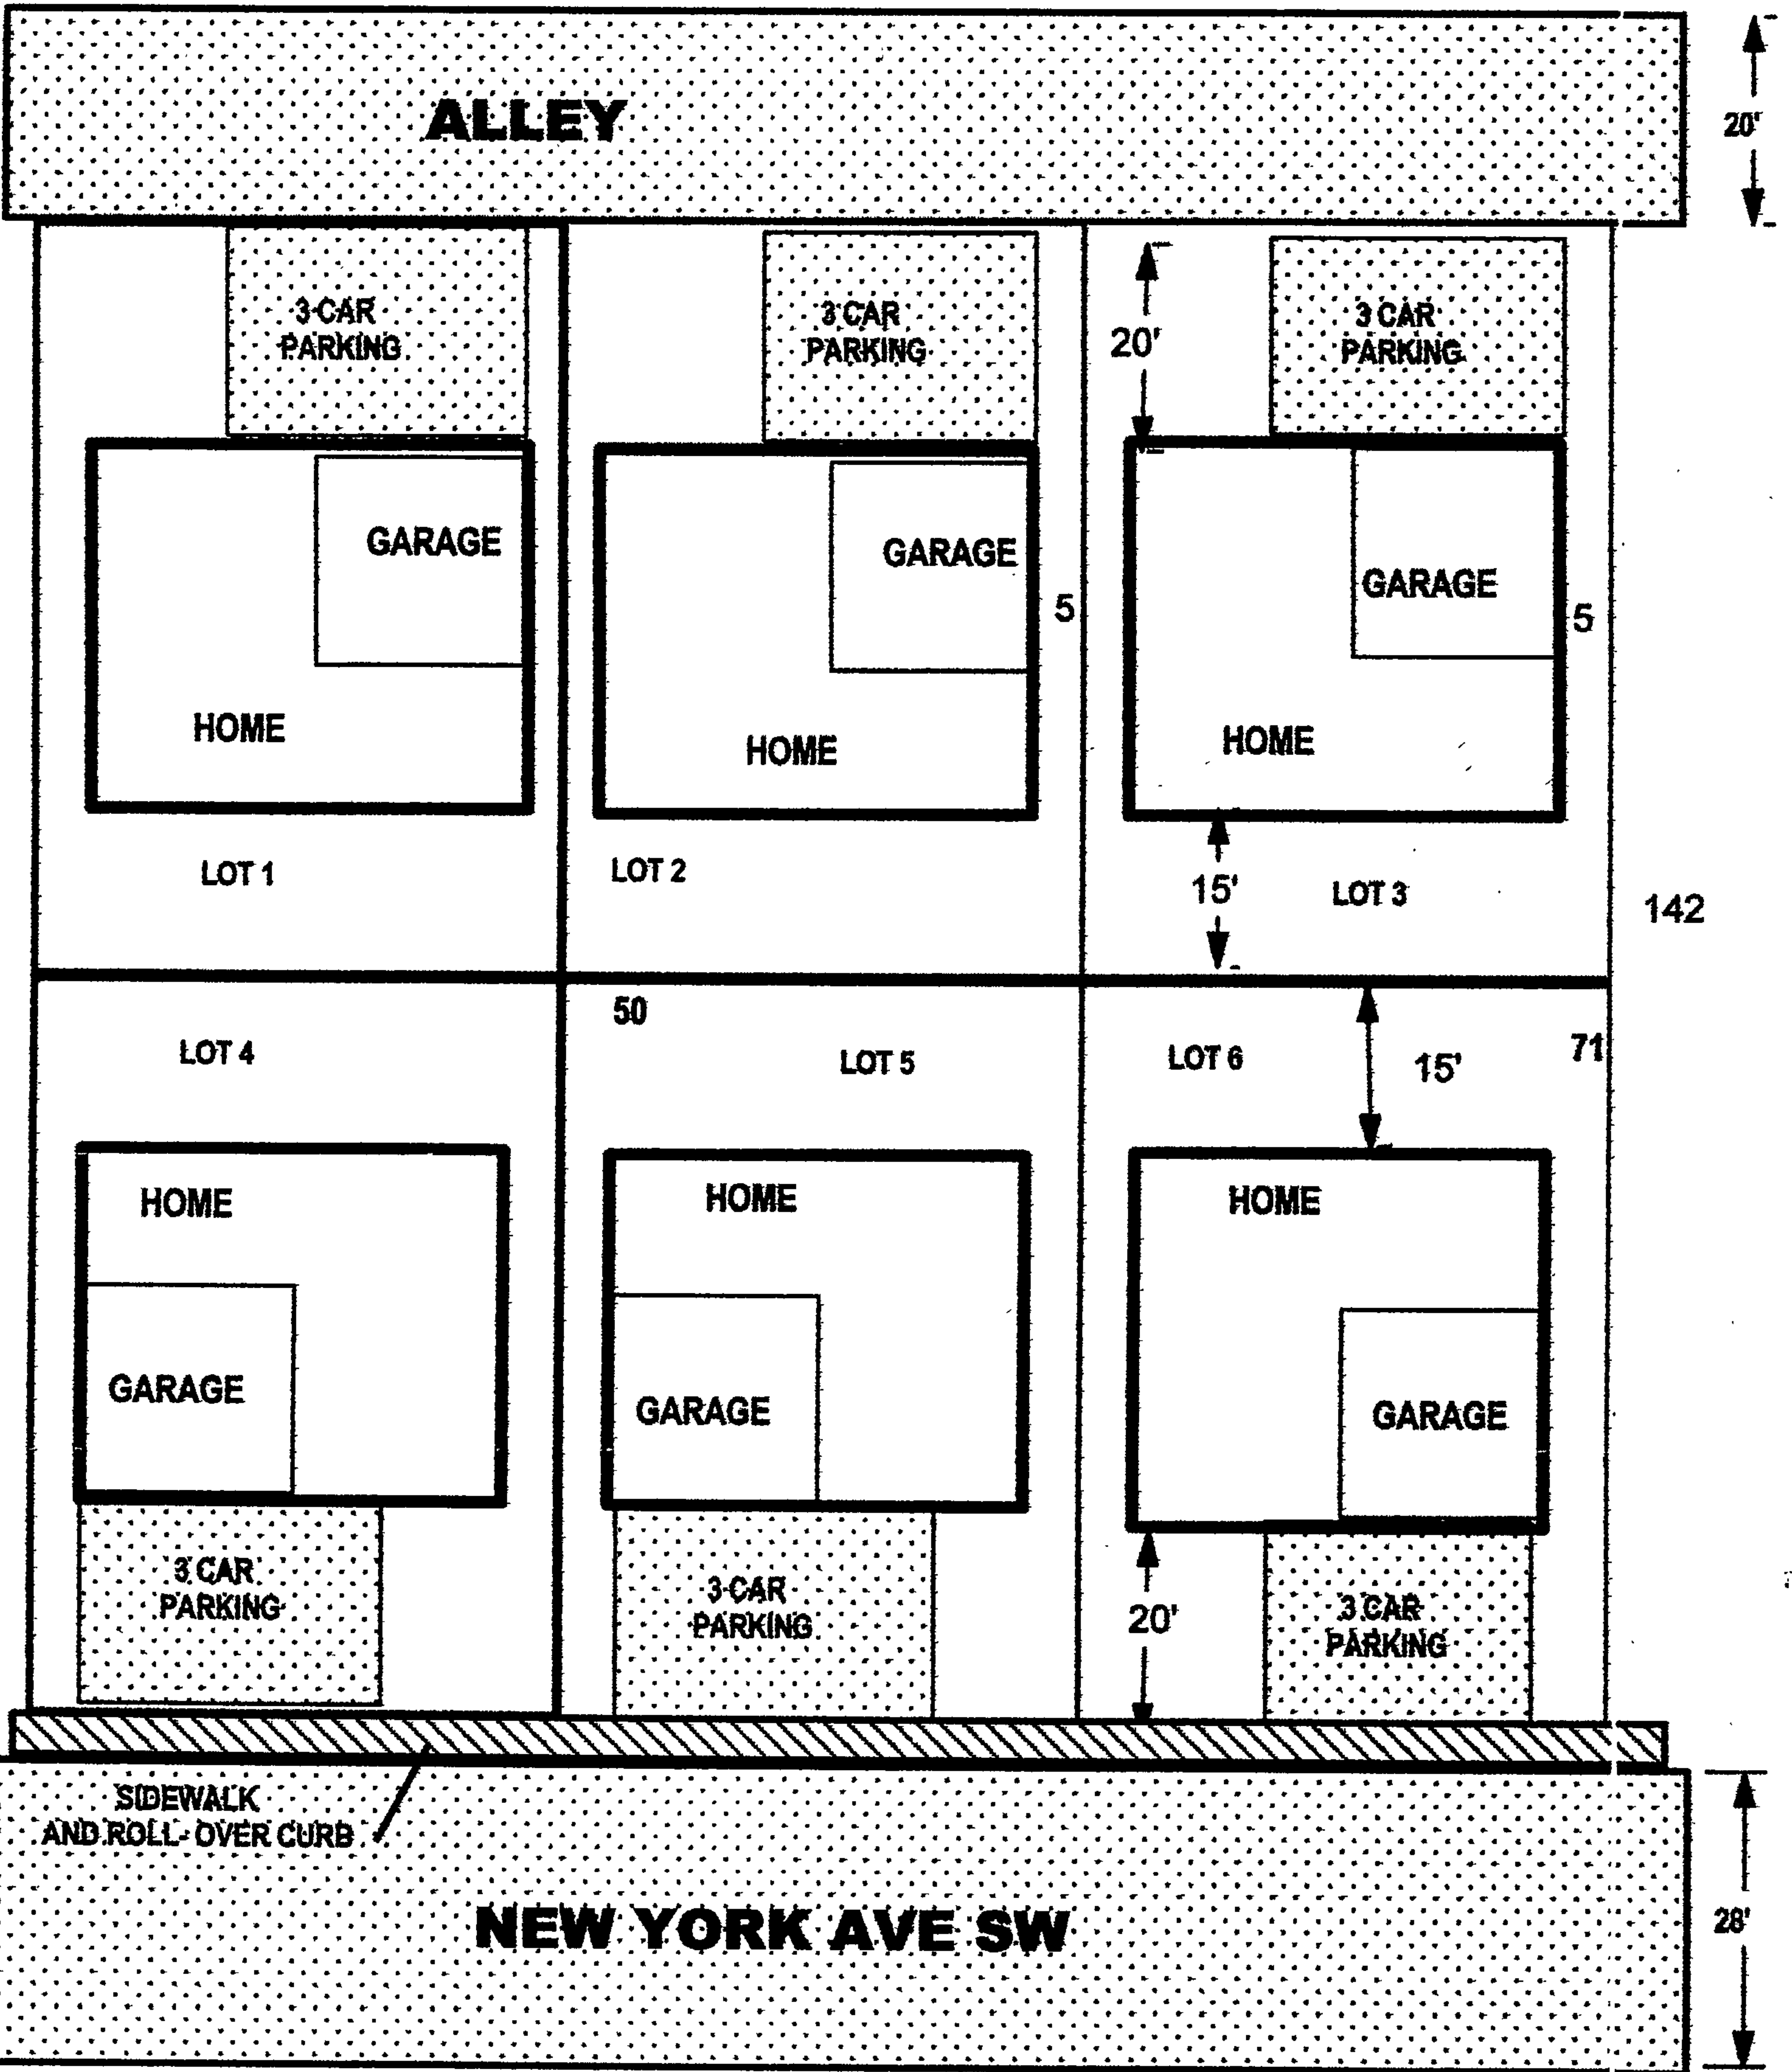 ALLEY
20'
3 CAR
PARKING
3 CAR
PARKING
20'
3 CAR
PARKING
GARAGE
GARAGE
GARAGE
5
5
HOME
HOME
HOME
LOT 1
LOT 2
15'
LOT 3
142
50
LOT 4
LOT 5
LOT 6
15'
71
HOME
HOME
HOME
GARAGE
GARAGE
GARAGE
3 CAR
PARKING
3 CAR
PARKING
20'
3 CAR
PARKING
SIDEWALK
AND ROLL-OVER CURB
NEW YORK AVE SW
28'